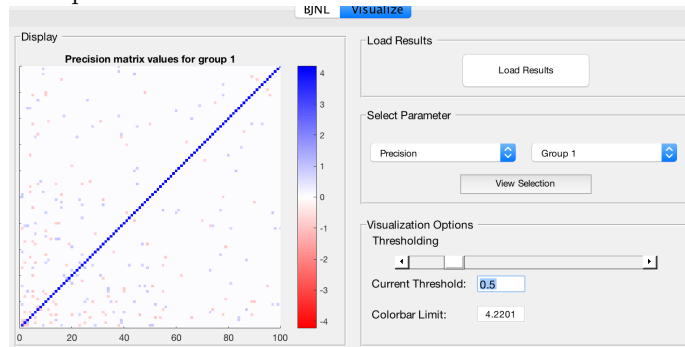 BJNL Visualize
Display
Precision matrix values for group 1
4
3
2
1
0
-1
-2
-3
-4
0 20 40 60 80 100
Load Results
Load Results
Select Parameter
Precision Group 1
View Selection
Visualization Options
Thresholding
Current Threshold: 0.5
Colorbar Limit: 4.2201